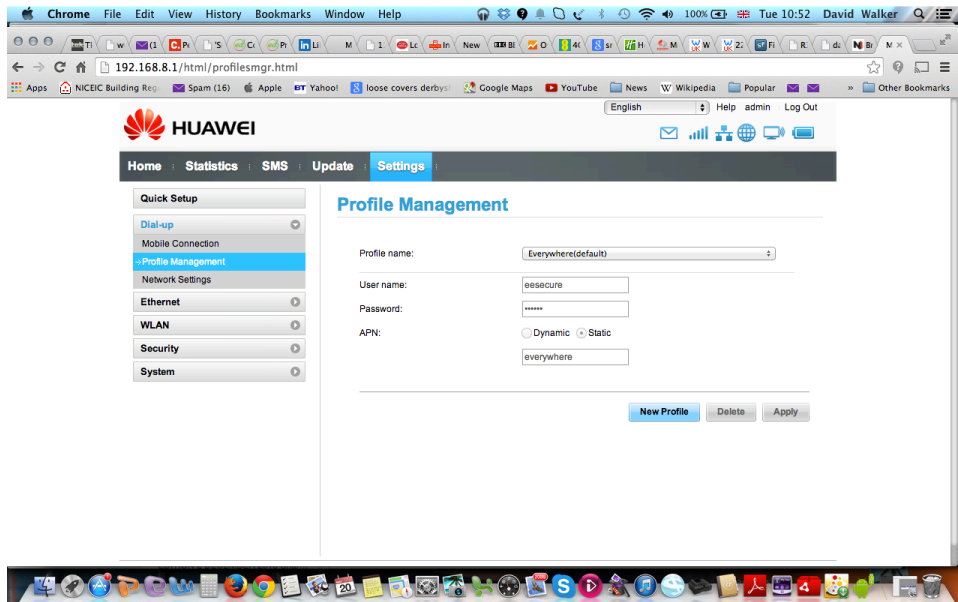 Chrome File Edit View History Bookmarks Window Help 100% Tue 10:52 David Walker
192.168.8.1/html/profilesmgr.html
Apps NICEIC Building Reg Spam (16) Apple BT Yahoo! loose covers derbys Google Maps YouTube News Wikipedia Popular » Other Bookmarks
English Help admin Log Out
HUAWEI
Home Statistics SMS Update Settings
Quick Setup
Profile Management
Dial-up
Mobile Connection
Profile Management
Network Settings
Ethernet
WLAN
Security
System
Profile name: Everywhere(default)
User name: eesecure
Password: ••••••
APN: Dynamic Static
everywhere
New Profile Delete Apply